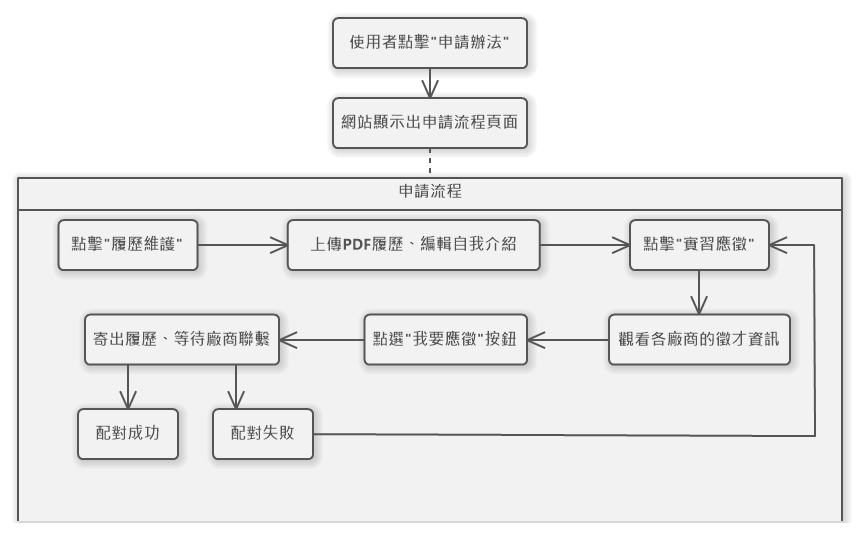 使用者點擊"申請辦法"
網站顯示出申請流程頁面
申請流程
點擊"履歷維護"
上傳PDF履歷、編輯自我介紹
點擊"實習應徵"
觀看各廠商的徵才資訊
點選"我要應徵"按鈕
寄出履歷、等待廠商聯繫
配對成功
配對失敗